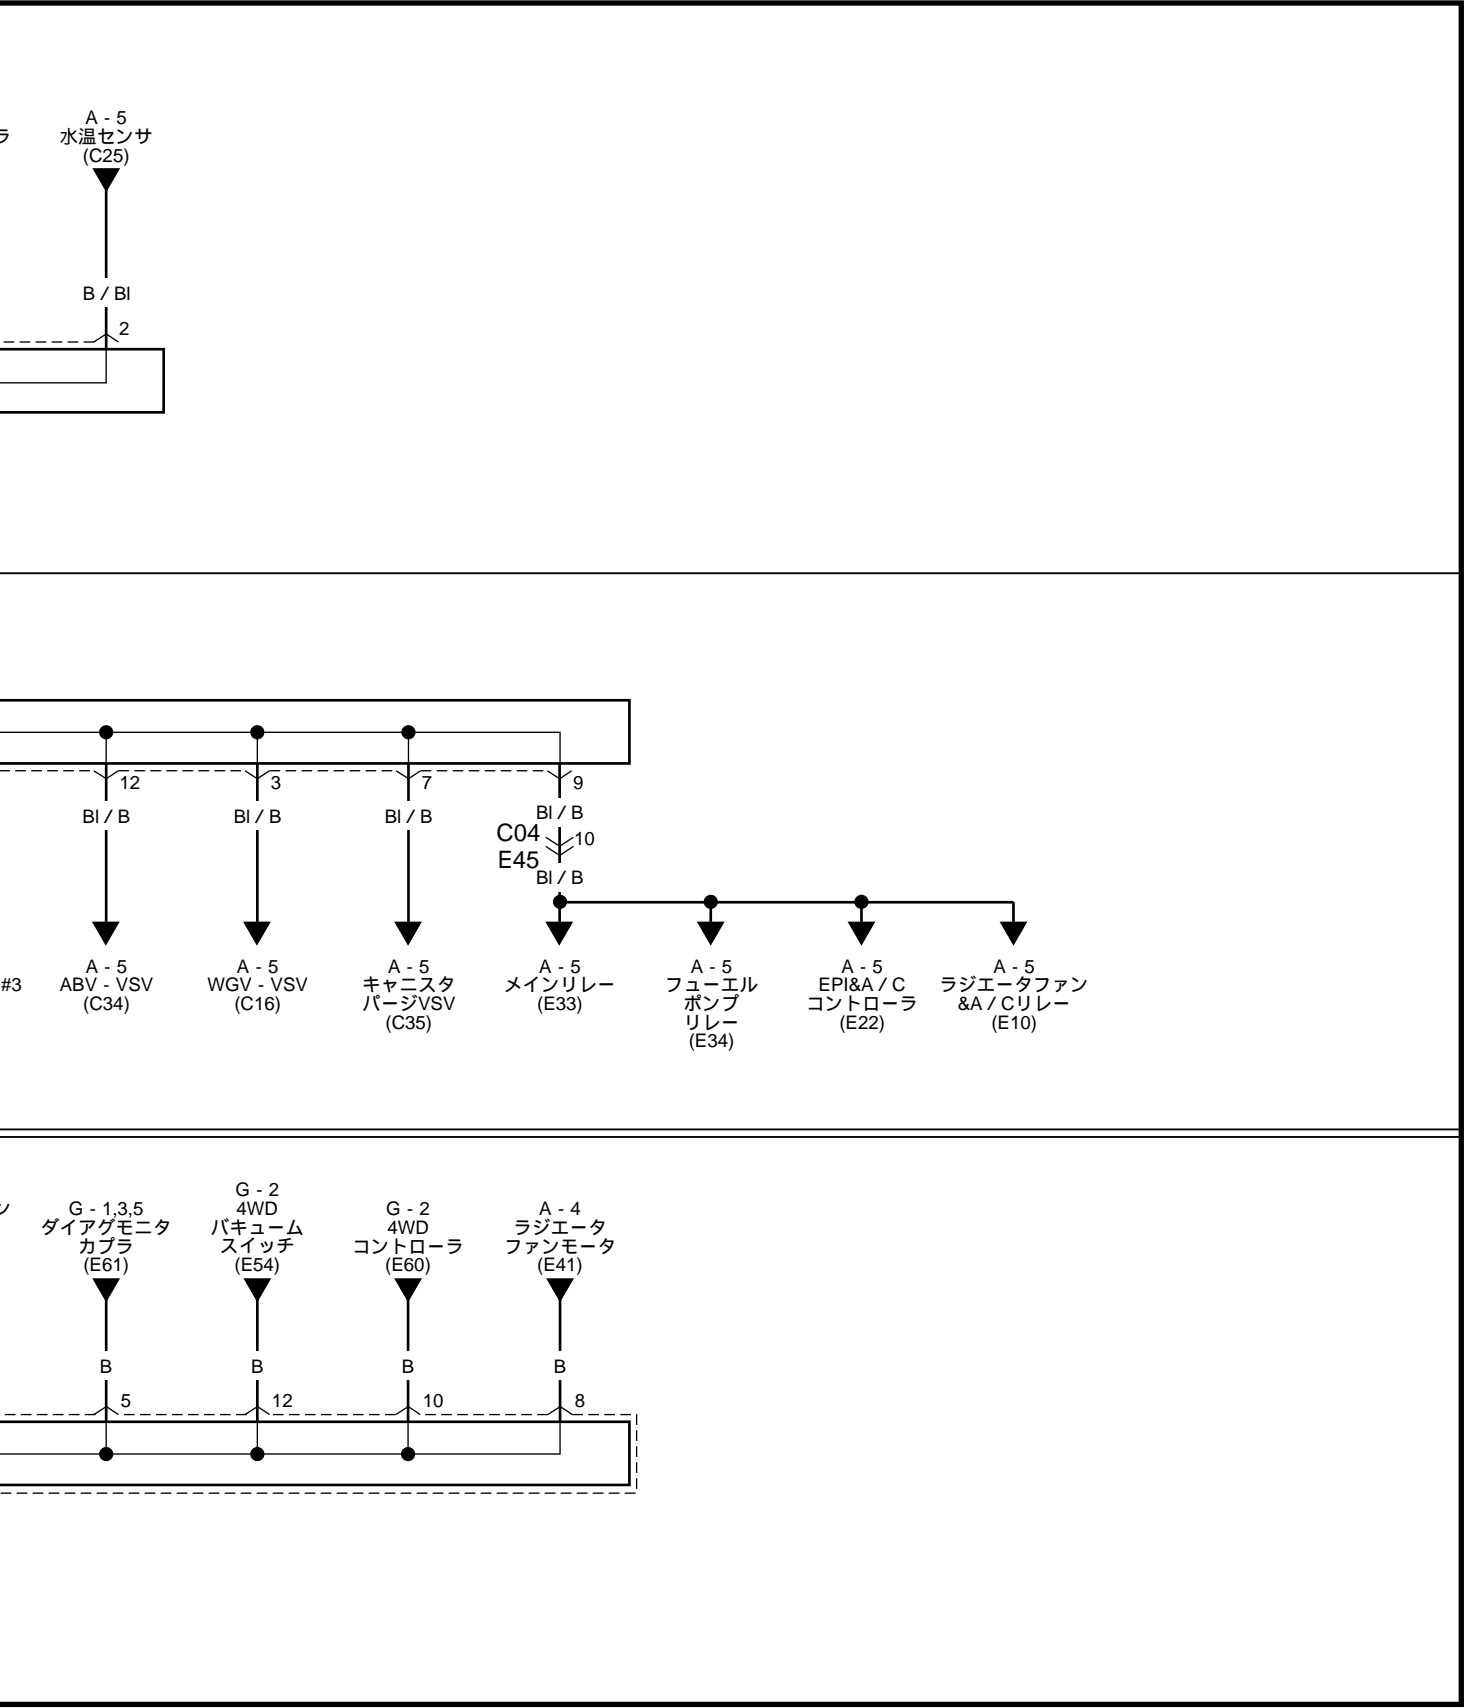 ラ
A - 5
水温センサ
(C25)
B / Bl
2
12
3
7
9
Bl / B
Bl / B
Bl / B
Bl / B
C04
10
E45
Bl / B
#3
A - 5
ABV - VSV
(C34)
A - 5
WGV - VSV
(C16)
A - 5
キャニスタ
パージVSV
(C35)
A - 5
メインリレー
(E33)
A - 5
フューエル
ポンプ
リレー
(E34)
A - 5
EPI&A / C
コントローラ
(E22)
A - 5
ラジエータファン
&A / Cリレー
(E10)
ン
G - 1,3,5
ダイアグモニタ
カプラ
(E61)
G - 2
4WD
バキューム
スイッチ
(E54)
G - 2
4WD
コントローラ
(E60)
A - 4
ラジエータ
ファンモータ
(E41)
B
B
B
B
5
12
10
8